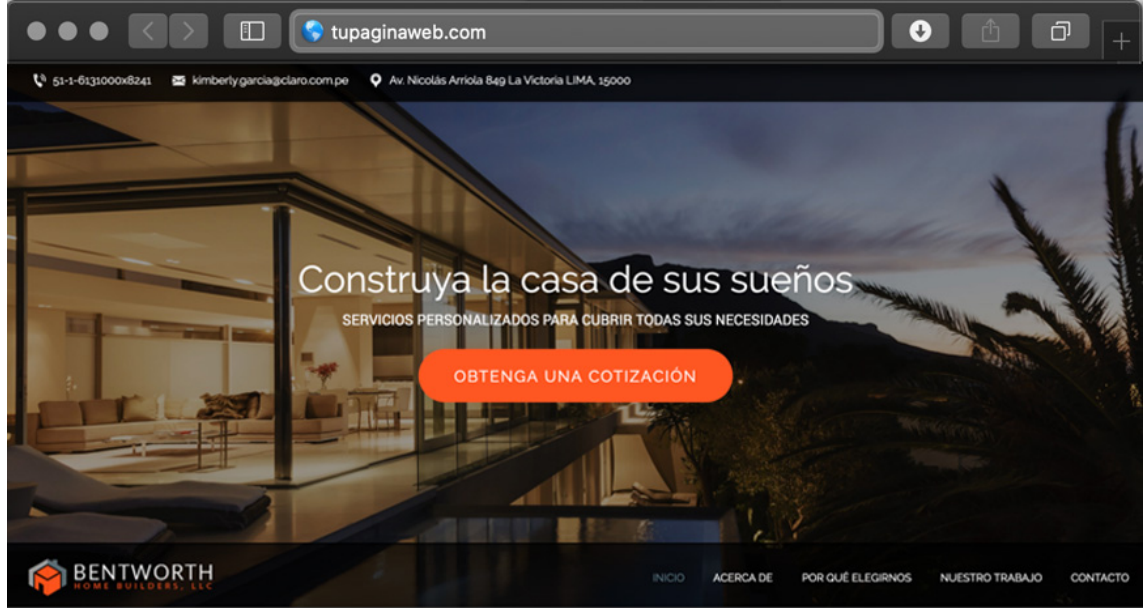 tupaginaweb.com
51-1-6131000x8241 kimberly.garcia@claro.com.pe Av. Nicolás Arriola 849 La Victoria LIMA, 15000
Construya la casa de sus sueños
SERVICIOS PERSONALIZADOS PARA CUBRIR TODAS SUS NECESIDADES
OBTENGA UNA COTIZACIÓN
BENTWORTH
HOME BUILDERS, LLC
INICIO ACERCA DE POR QUÉ ELEGIRNOS NUESTRO TRABAJO CONTACTO